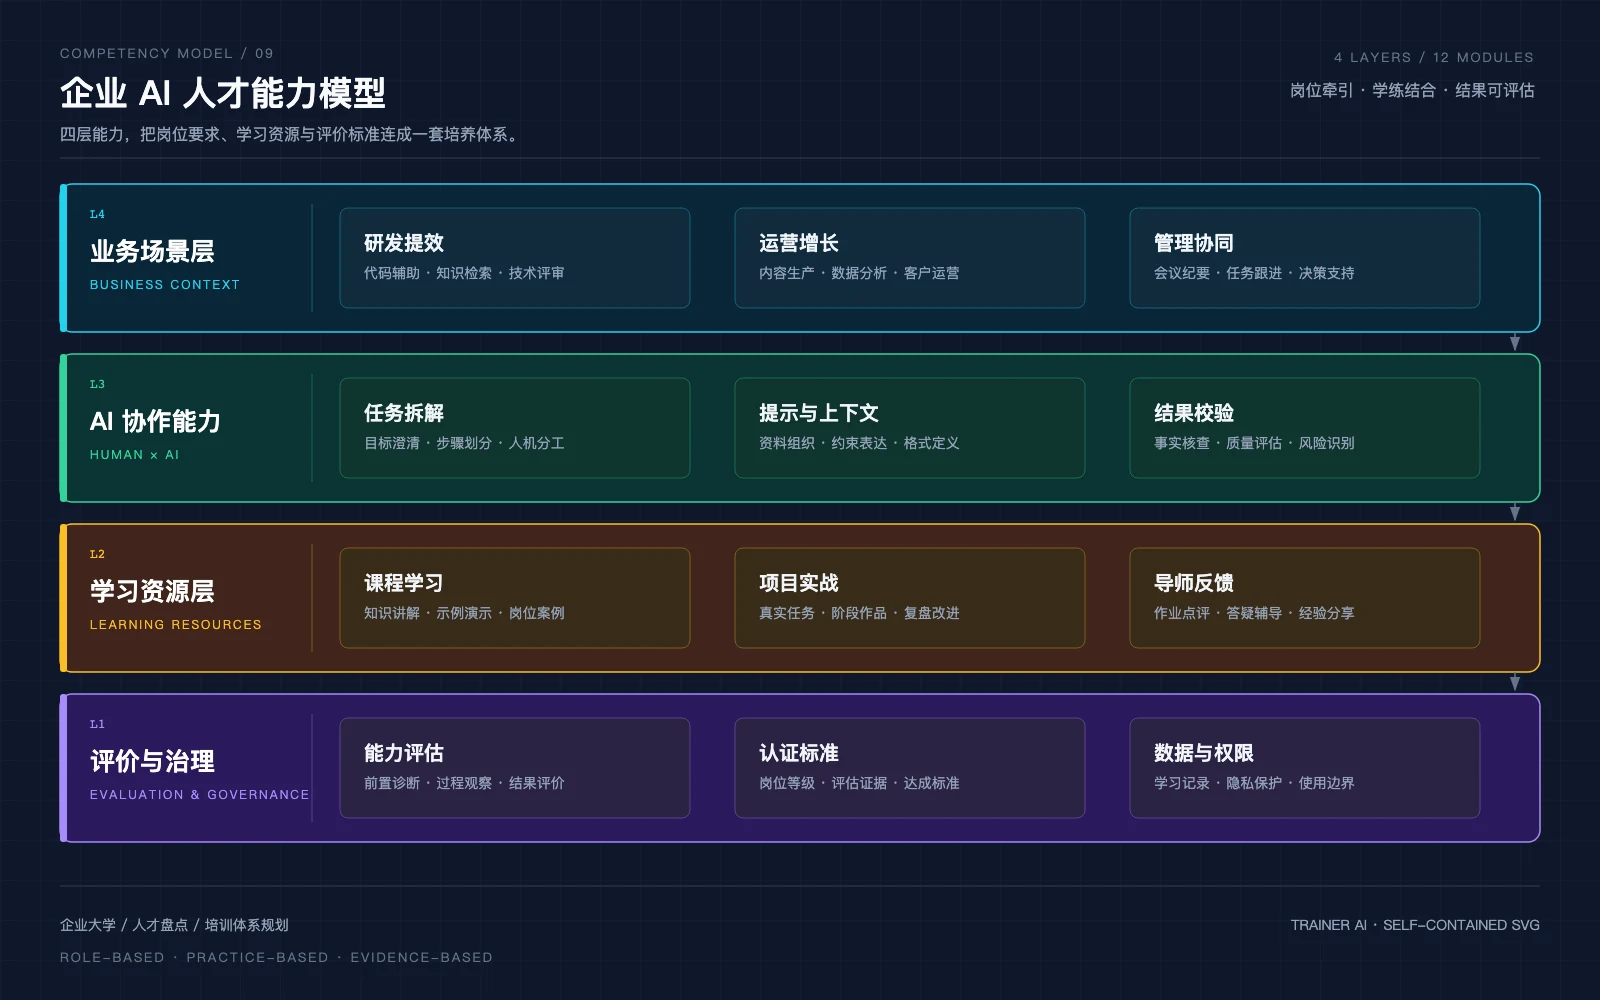 COMPETENCY MODEL / 09
企业 AI 人才能力模型
四层能力，把岗位要求、学习资源与评价标准连成一套培养体系。
4 LAYERS / 12 MODULES
岗位牵引 · 学练结合 · 结果可评估
L4
业务场景层
BUSINESS CONTEXT
研发提效
代码辅助 · 知识检索 · 技术评审
运营增长
内容生产 · 数据分析 · 客户运营
管理协同
会议纪要 · 任务跟进 · 决策支持
L3
AI 协作能力
HUMAN × AI
任务拆解
目标澄清 · 步骤划分 · 人机分工
提示与上下文
资料组织 · 约束表达 · 格式定义
结果校验
事实核查 · 质量评估 · 风险识别
L2
学习资源层
LEARNING RESOURCES
课程学习
知识讲解 · 示例演示 · 岗位案例
项目实战
真实任务 · 阶段作品 · 复盘改进
导师反馈
作业点评 · 答疑辅导 · 经验分享
L1
评价与治理
EVALUATION & GOVERNANCE
能力评估
前置诊断 · 过程观察 · 结果评价
认证标准
岗位等级 · 评估证据 · 达成标准
数据与权限
学习记录 · 隐私保护 · 使用边界
企业大学 / 人才盘点 / 培训体系规划
ROLE-BASED · PRACTICE-BASED · EVIDENCE-BASED
TRAINER AI · SELF-CONTAINED SVG